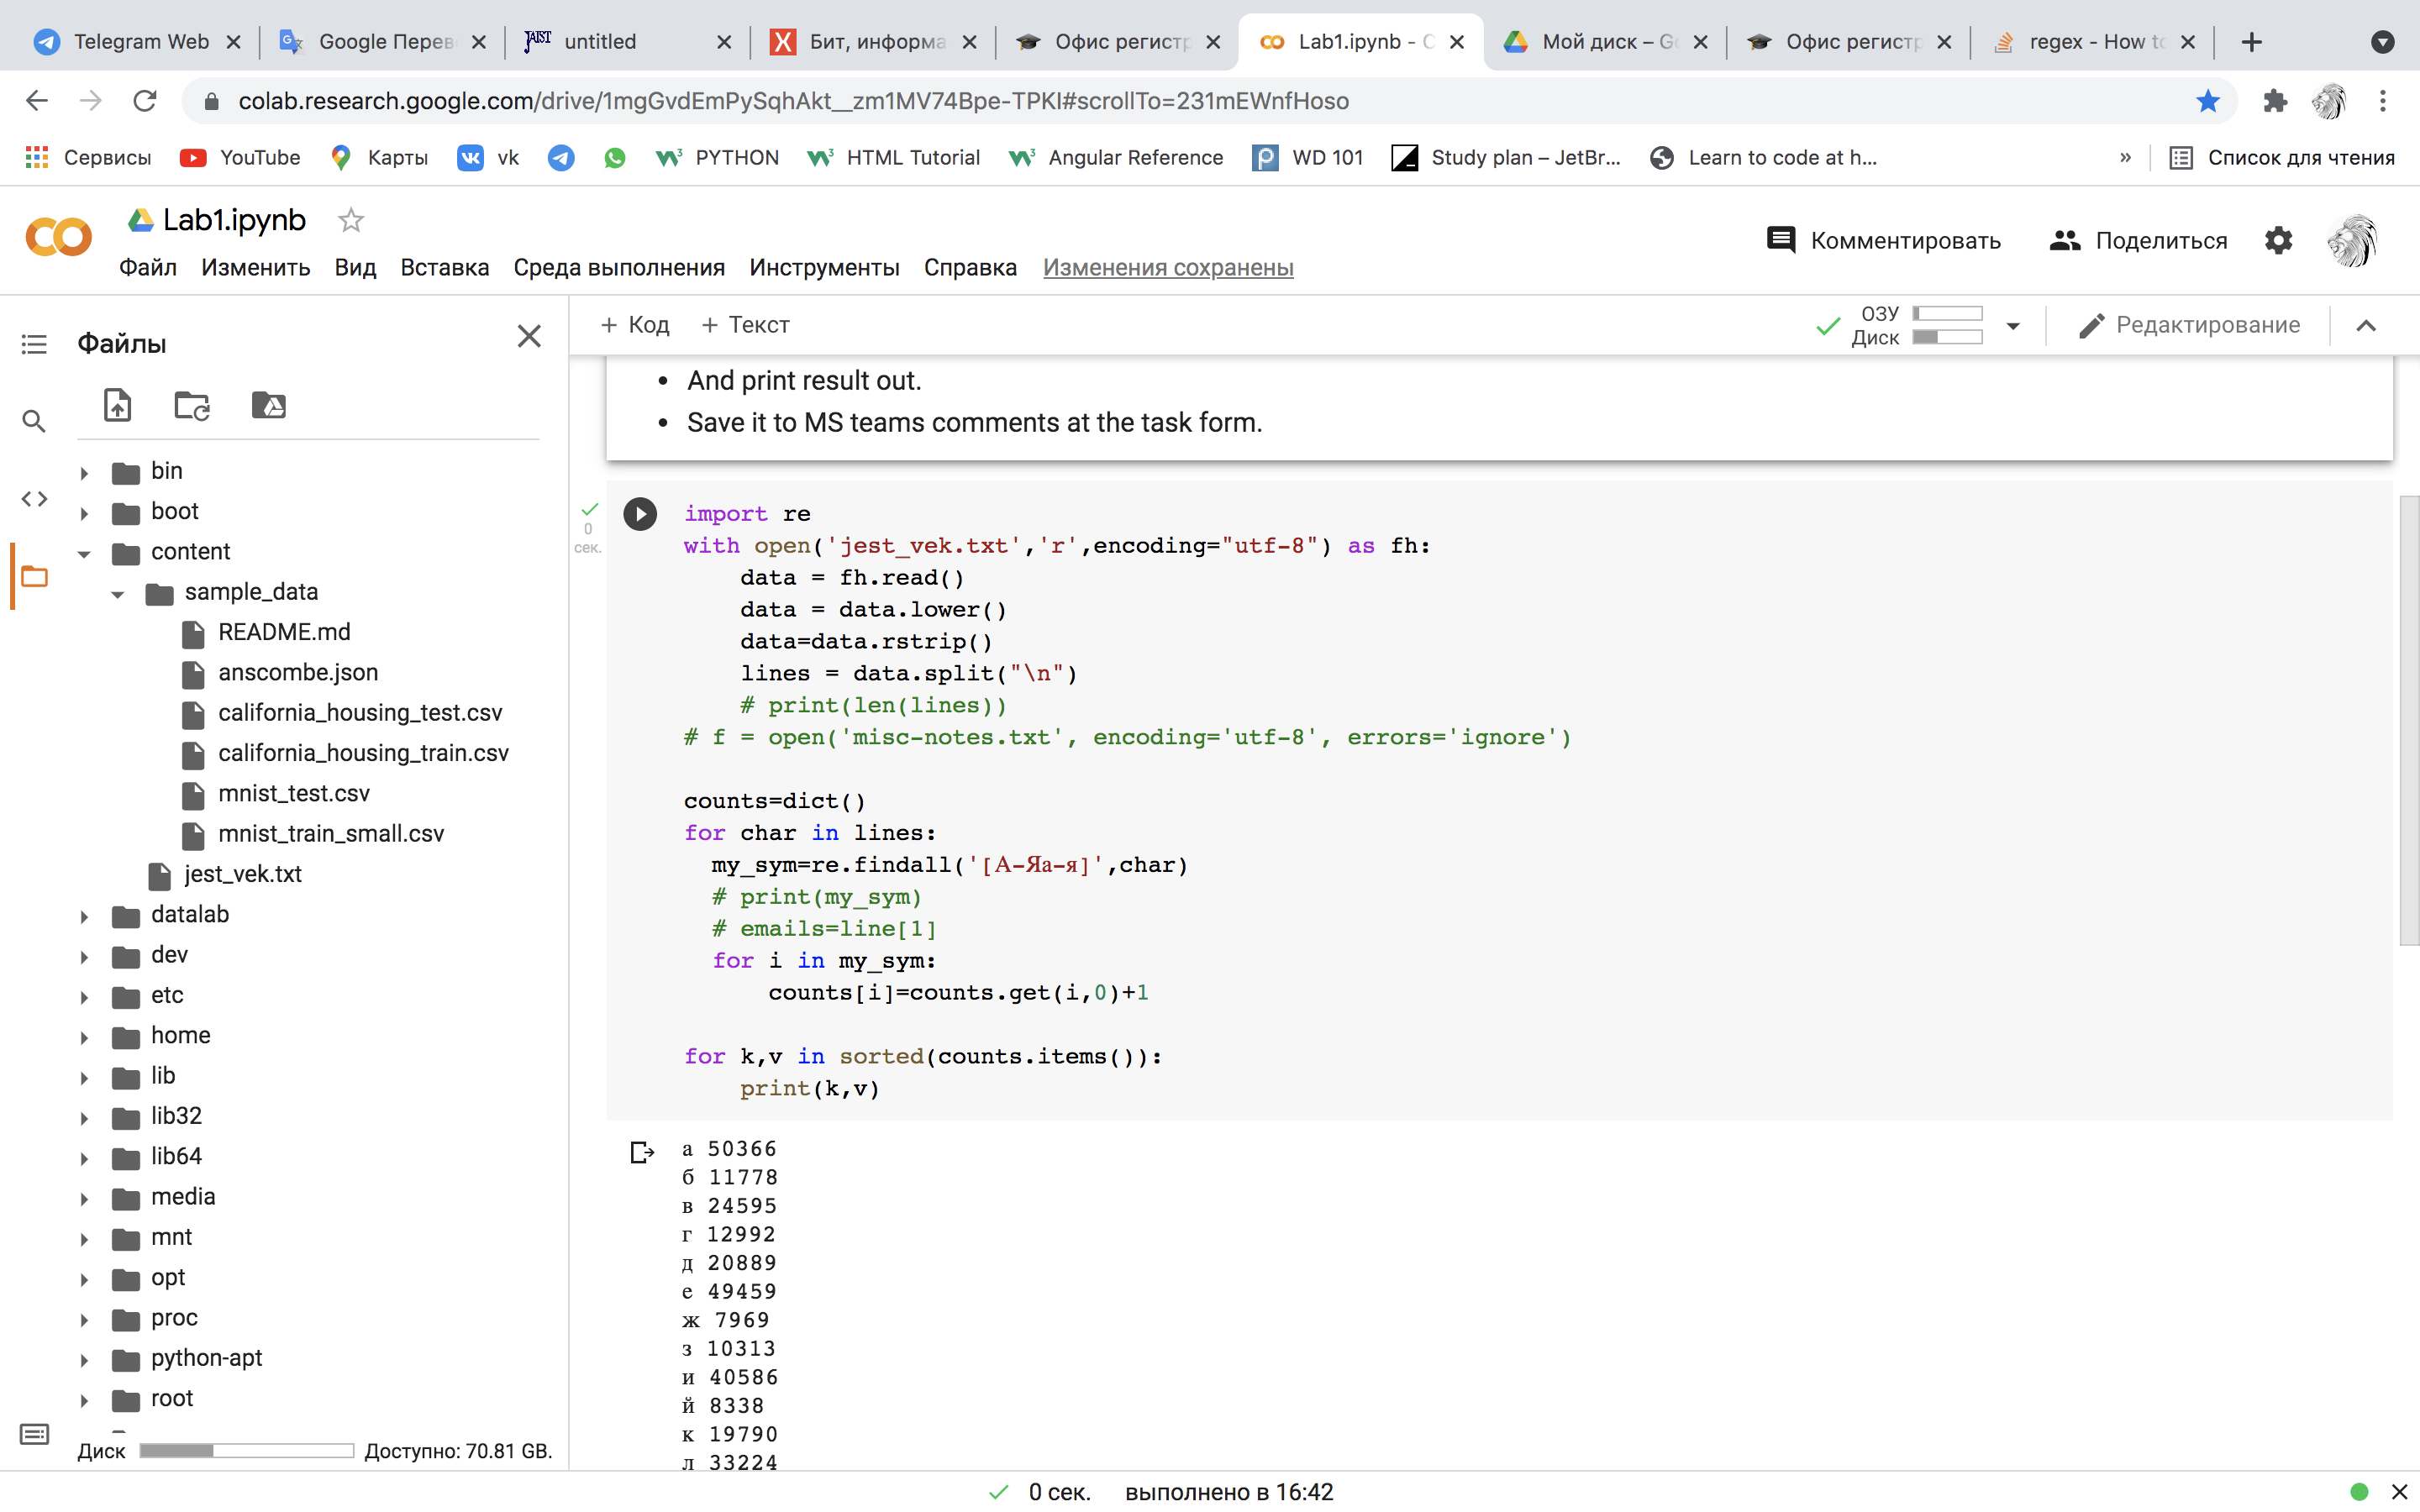 Telegram Web
Google Перев
untitled
Бит, информа
Офис регистр
Lab1.ipynb - C
Мой диск – Go
Офис регистр
regex - How to
colab.research.google.com/drive/1mgGvdEmPySqhAkt__zm1MV74Bpe-TPKI#scrollTo=231mEWnfHoso
Сервисы
YouTube
Карты
vk
PYTHON
HTML Tutorial
Angular Reference
WD 101
Study plan – JetBr...
Learn to code at h...
»
Список для чтения
Lab1.ipynb
Комментировать
Поделиться
Файл Изменить Вид Вставка Среда выполнения Инструменты Справка Изменения сохранены
Файлы
+ Код + Текст
ОЗУ
Диск
Редактирование
bin
boot
content
sample_data
README.md
anscombe.json
california_housing_test.csv
california_housing_train.csv
mnist_test.csv
mnist_train_small.csv
jest_vek.txt
datalab
dev
etc
home
lib
lib32
lib64
media
mnt
opt
proc
python-apt
root
Диск
Доступно: 70.81 GB.
• And print result out.
• Save it to MS teams comments at the task form.
0
сек.
import re
with open('jest_vek.txt','r',encoding="utf-8") as fh:
data = fh.read()
data = data.lower()
data=data.rstrip()
lines = data.split("\n")
# print(len(lines))
# f = open('misc-notes.txt', encoding='utf-8', errors='ignore')
counts=dict()
for char in lines:
my_sym=re.findall('[А-Яа-я]',char)
# print(my_sym)
# emails=line[1]
for i in my_sym:
counts[i]=counts.get(i,0)+1
for k,v in sorted(counts.items()):
print(k,v)
а 50366
б 11778
в 24595
г 12992
д 20889
е 49459
ж 7969
з 10313
и 40586
й 8338
к 19790
л 33224
0 сек. выполнено в 16:42